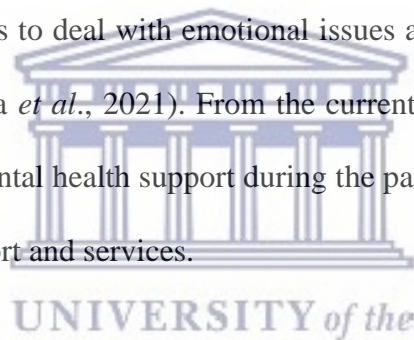 s to deal with emotional issues a
a et al., 2021). From the current
ntal health support during the pa
ort and services.
UNIVERSITY of the